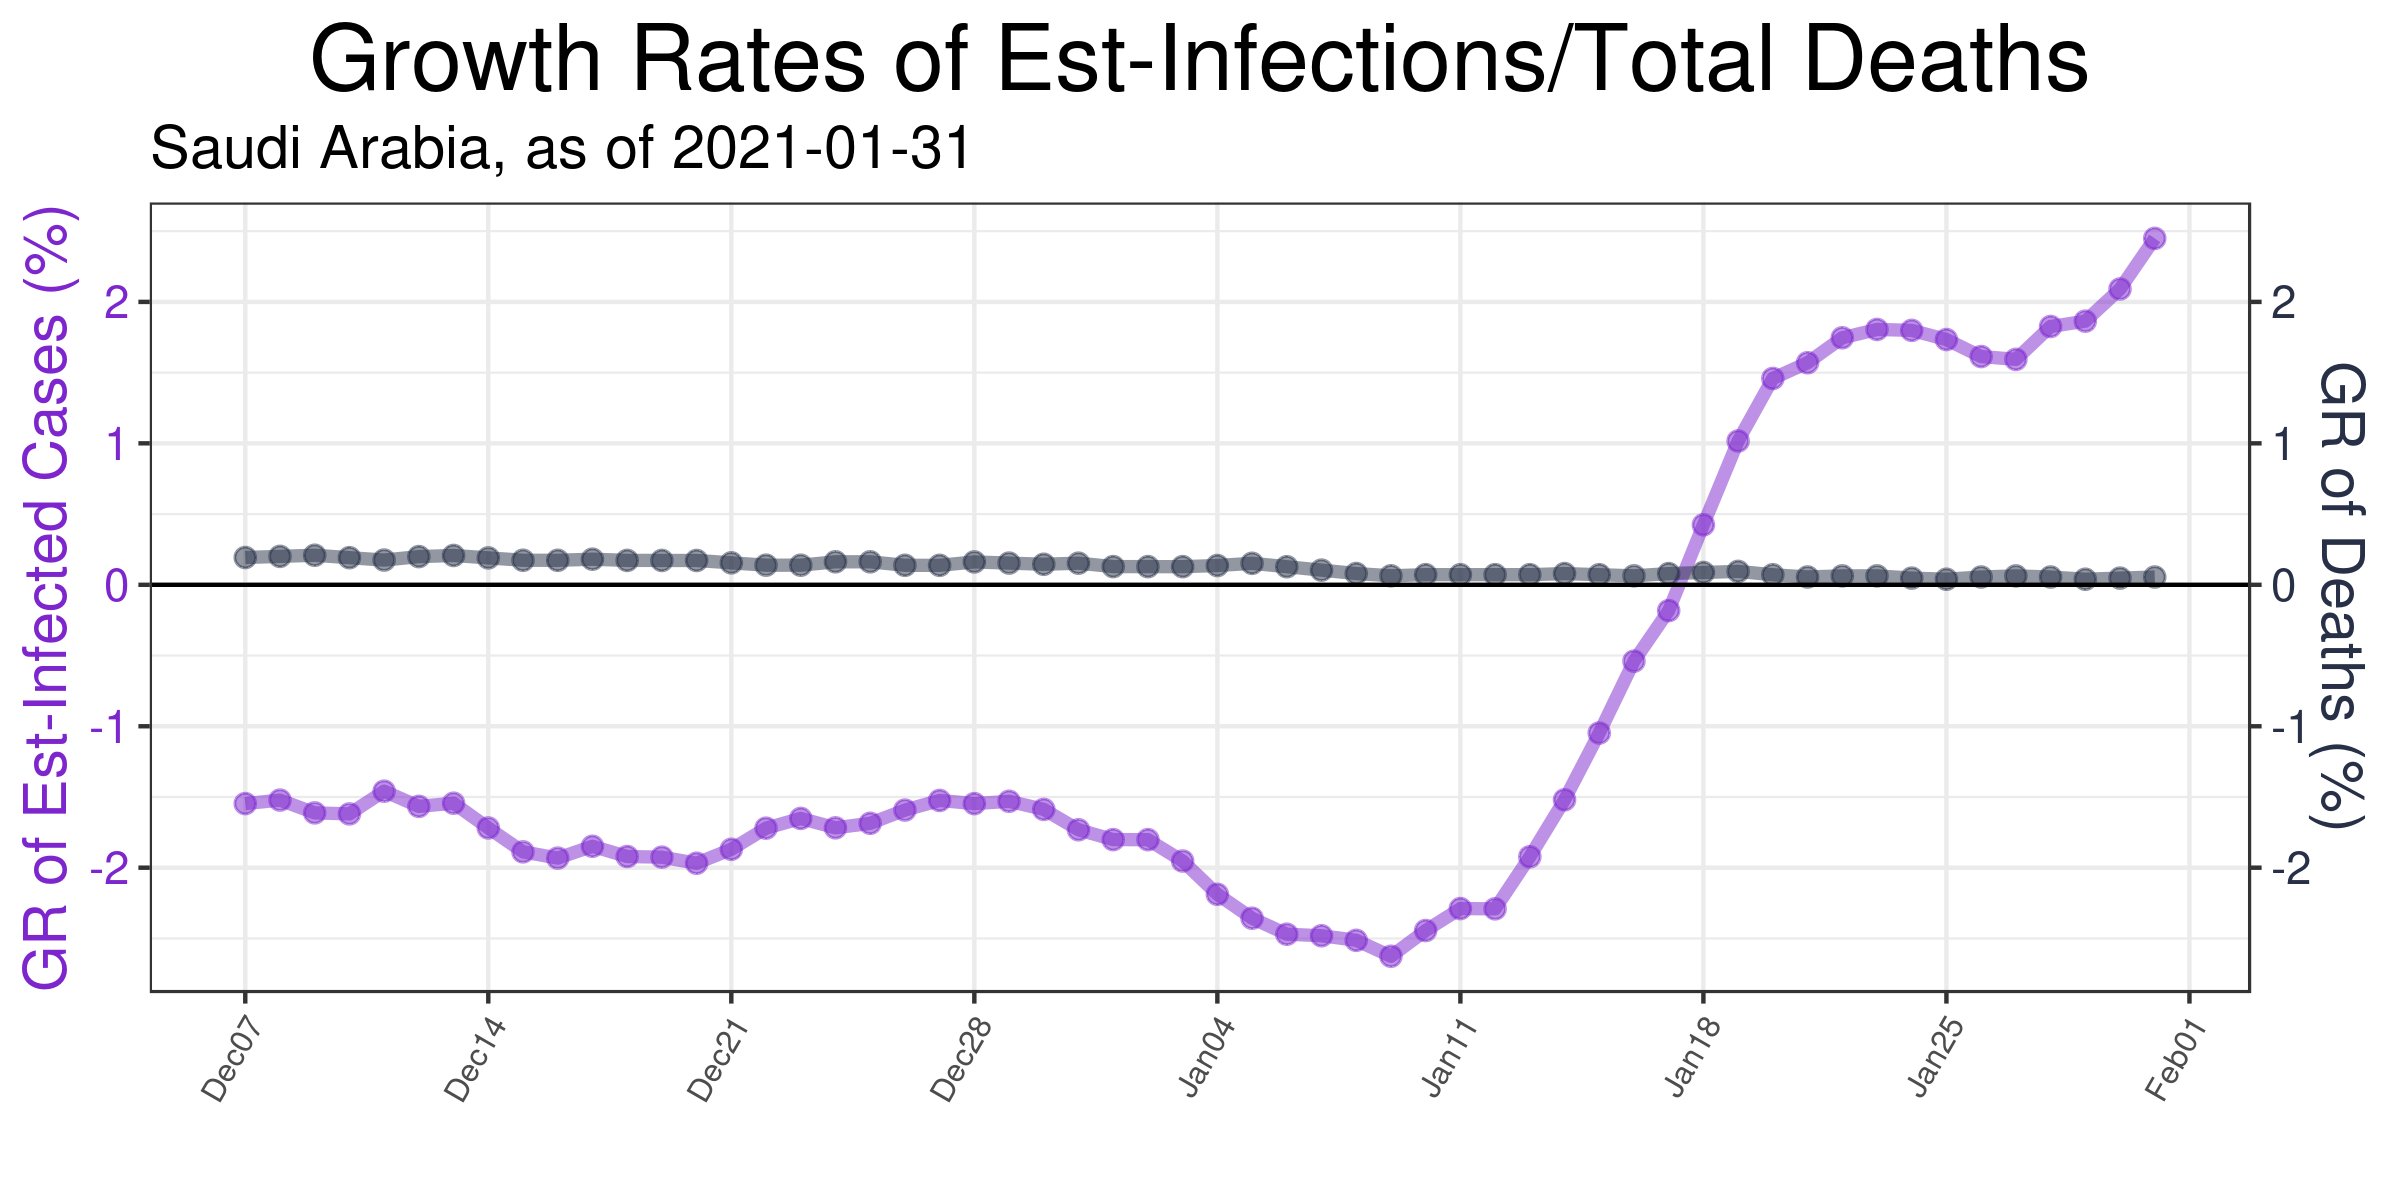 Growth Rates of Est-Infections/Total Deaths
Saudi Arabia, as of 2021-01-31
GR of Est-Infected Cases (%)
2
1
0
-1
-2
2
1
0
-1
-2
GR of Deaths (%)
Dec07
Dec14
Dec21
Dec28
Jan04
Jan11
Jan18
Jan25
Feb01